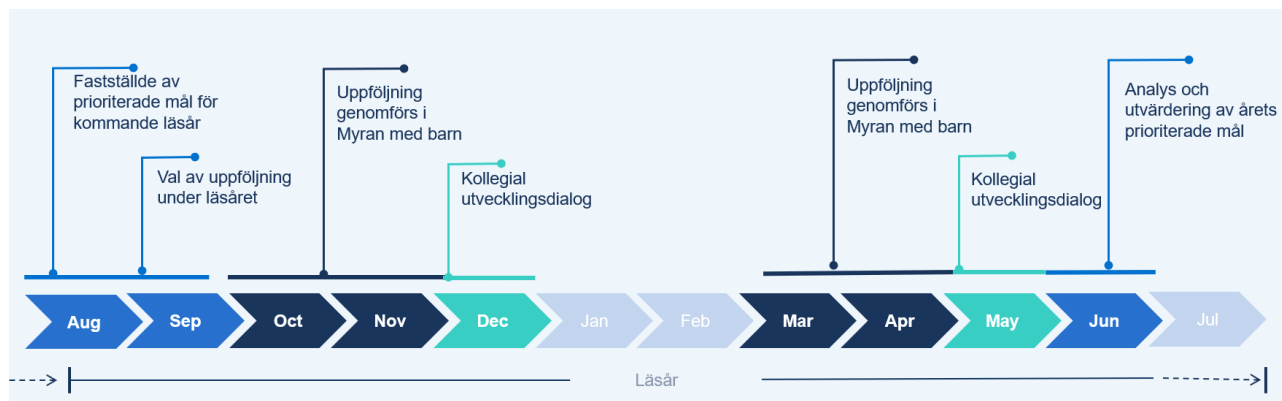 Fastställde av
prioriterade mål för
kommande läsår
Val av uppföljning
under läsåret
Uppföljning
genomförs i
Myran med barn
Kollegial
utvecklingsdialog
Uppföljning
genomförs i
Myran med barn
Kollegial
utvecklingsdialog
Analys och
utvärdering av årets
prioriterade mål
Aug
Sep
Oct
Nov
Dec
Jan
Feb
Mar
Apr
May
Jun
Jul
Läsår